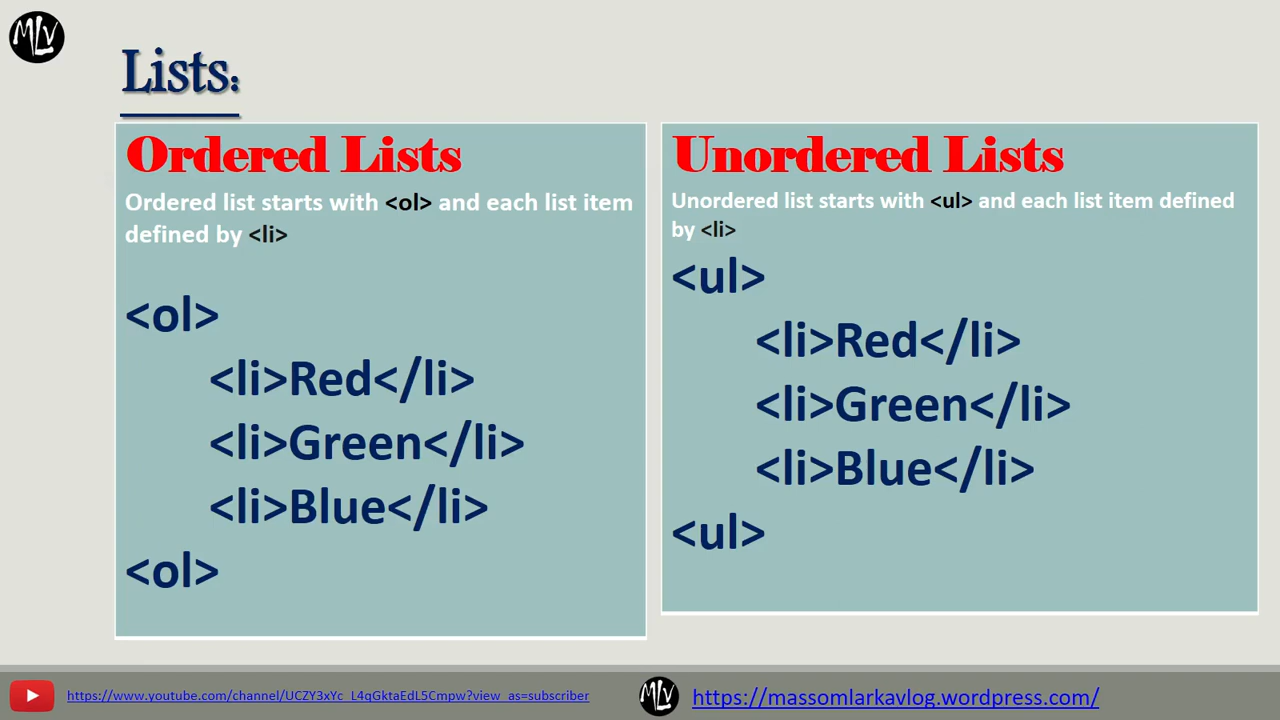 MLV
Lists:
Ordered Lists
Ordered list starts with <ol> and each list item
defined by <li>
<ol>
<li>Red</li>
<li>Green</li>
<li>Blue</li>
<ol>
Unordered Lists
Unordered list starts with <ul> and each list item defined
by <li>
<ul>
<li>Red</li>
<li>Green</li>
<li>Blue</li>
<ul>
https://www.youtube.com/channel/UCZY3xYc_L4qGktaEdL5Cmpw?view_as=subscriber
MLV
https://massomlarkavlog.wordpress.com/